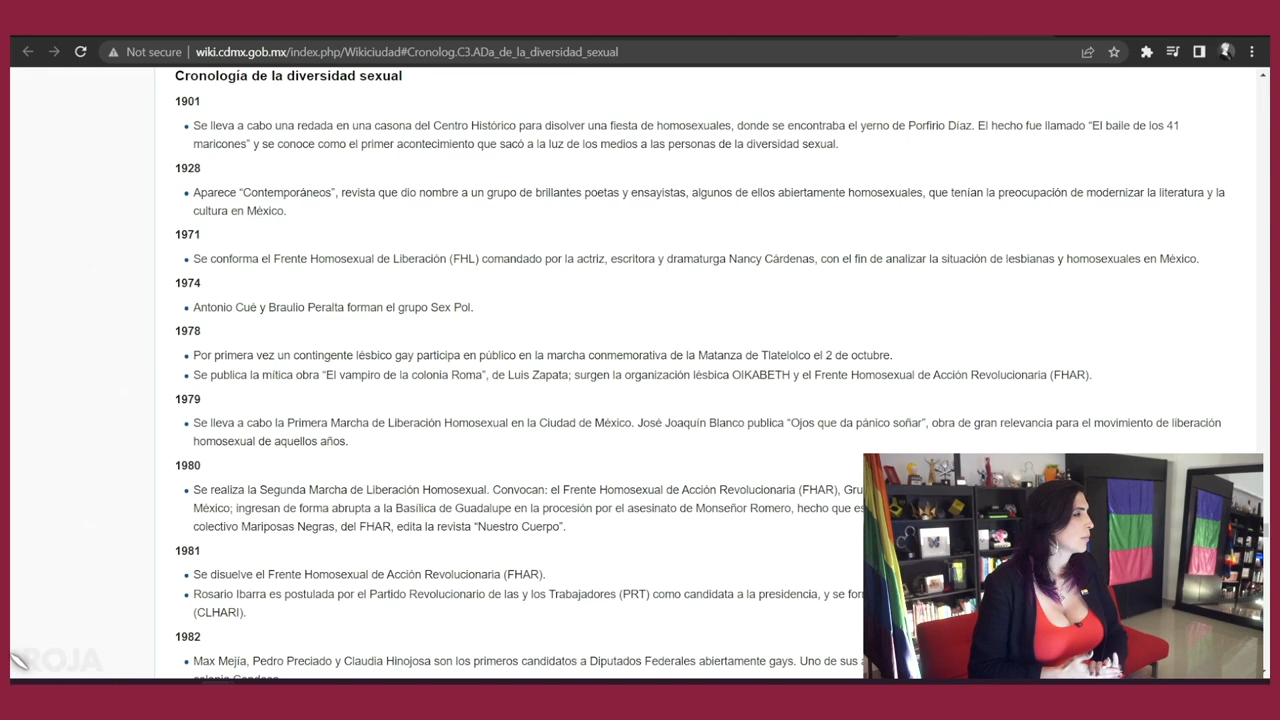 Not secure | wiki.cdmx.gob.mx/index.php/Wikiciudad#Cronolog.C3.ADa_de_la_diversidad_sexual
Cronología de la diversidad sexual
1901
Se lleva a cabo una redada en una casona del Centro Histórico para disolver una fiesta de homosexuales, donde se encontraba el yerno de Porfirio Díaz. El hecho fue llamado “El baile de los 41
maricones” y se conoce como el primer acontecimiento que sacó a la luz de los medios a las personas de la diversidad sexual.
1928
Aparece “Contemporáneos”, revista que dio nombre a un grupo de brillantes poetas y ensayistas, algunos de ellos abiertamente homosexuales, que tenían la preocupación de modernizar la literatura y la
cultura en México.
1971
Se conforma el Frente Homosexual de Liberación (FHL) comandado por la actriz, escritora y dramaturga Nancy Cárdenas, con el fin de analizar la situación de lesbianas y homosexuales en México.
1974
Antonio Cué y Braulio Peralta forman el grupo Sex Pol.
1978
Por primera vez un contingente lésbico gay participa en público en la marcha conmemorativa de la Matanza de Tlatelolco el 2 de octubre.
Se publica la mítica obra “El vampiro de la colonia Roma”, de Luis Zapata; surgen la organización lésbica OIKABETH y el Frente Homosexual de Acción Revolucionaria (FHAR).
1979
Se lleva a cabo la Primera Marcha de Liberación Homosexual en la Ciudad de México. José Joaquín Blanco publica “Ojos que da pánico soñar”, obra de gran relevancia para el movimiento de liberación
homosexual de aquellos años.
1980
Se realiza la Segunda Marcha de Liberación Homosexual. Convocan: el Frente Homosexual de Acción Revolucionaria (FHAR), Gru
México; ingresan de forma abrupta a la Basílica de Guadalupe en la procesión por el asesinato de Monseñor Romero, hecho que es
colectivo Mariposas Negras, del FHAR, edita la revista “Nuestro Cuerpo”.
1981
Se disuelve el Frente Homosexual de Acción Revolucionaria (FHAR).
Rosario Ibarra es postulada por el Partido Revolucionario de las y los Trabajadores (PRT) como candidata a la presidencia, y se for
(CLHARI).
1982
Max Mejía, Pedro Preciado y Claudia Hinojosa son los primeros candidatos a Diputados Federales abiertamente gays. Uno de sus
colonia Condesa
ROJA